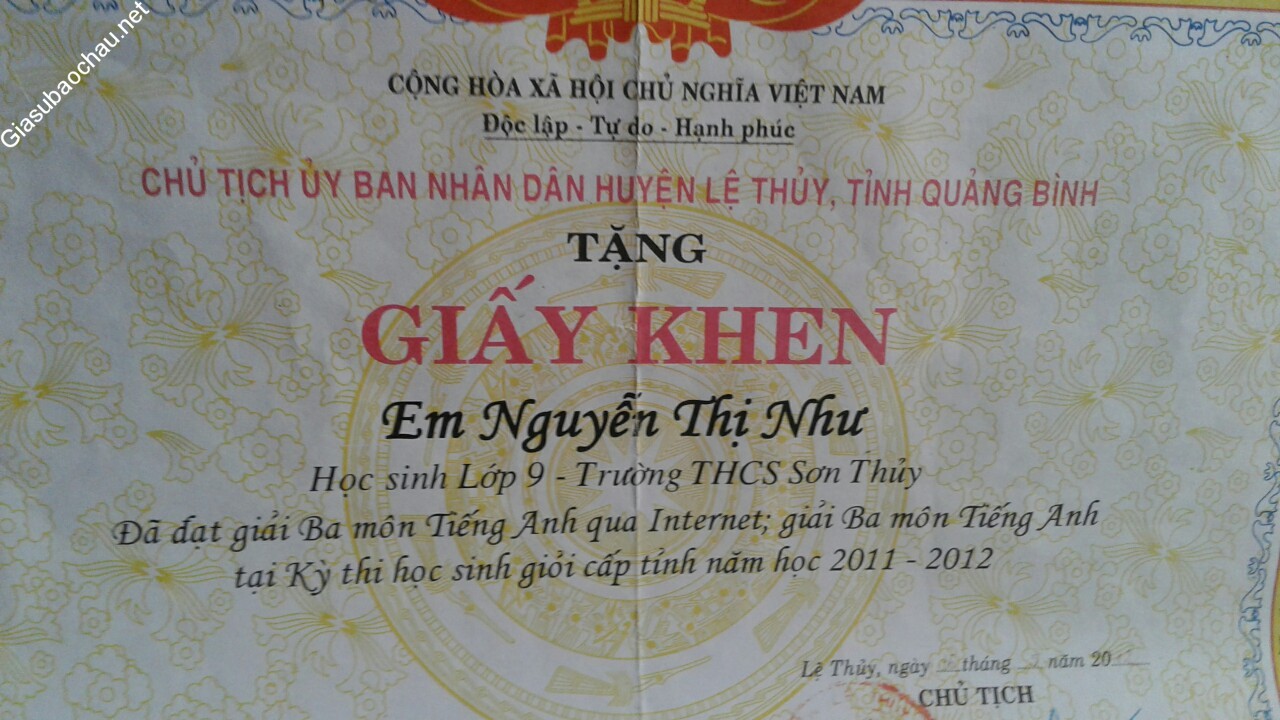 Giasubaochau.net
CỘNG HÒA XÃ HỘI CHỦ NGHĨA VIỆT NAM
Độc lập - Tự do - Hạnh phúc
CHỦ TỊCH ỦY BAN NHÂN DÂN HUYỆN LỆ THỦY, TỈNH QUẢNG BÌNH
TẶNG
GIẤY KHEN
Em Nguyễn Thị Như
Học sinh Lớp 9 - Trường THCS Sơn Thủy
Đã đạt giải Ba môn Tiếng Anh qua Internet; giải Ba môn Tiếng Anh
tại Kỳ thi học sinh giỏi cấp tỉnh năm học 2011 - 2012
Lệ Thủy, ngày tháng năm 20
CHỦ TỊCH